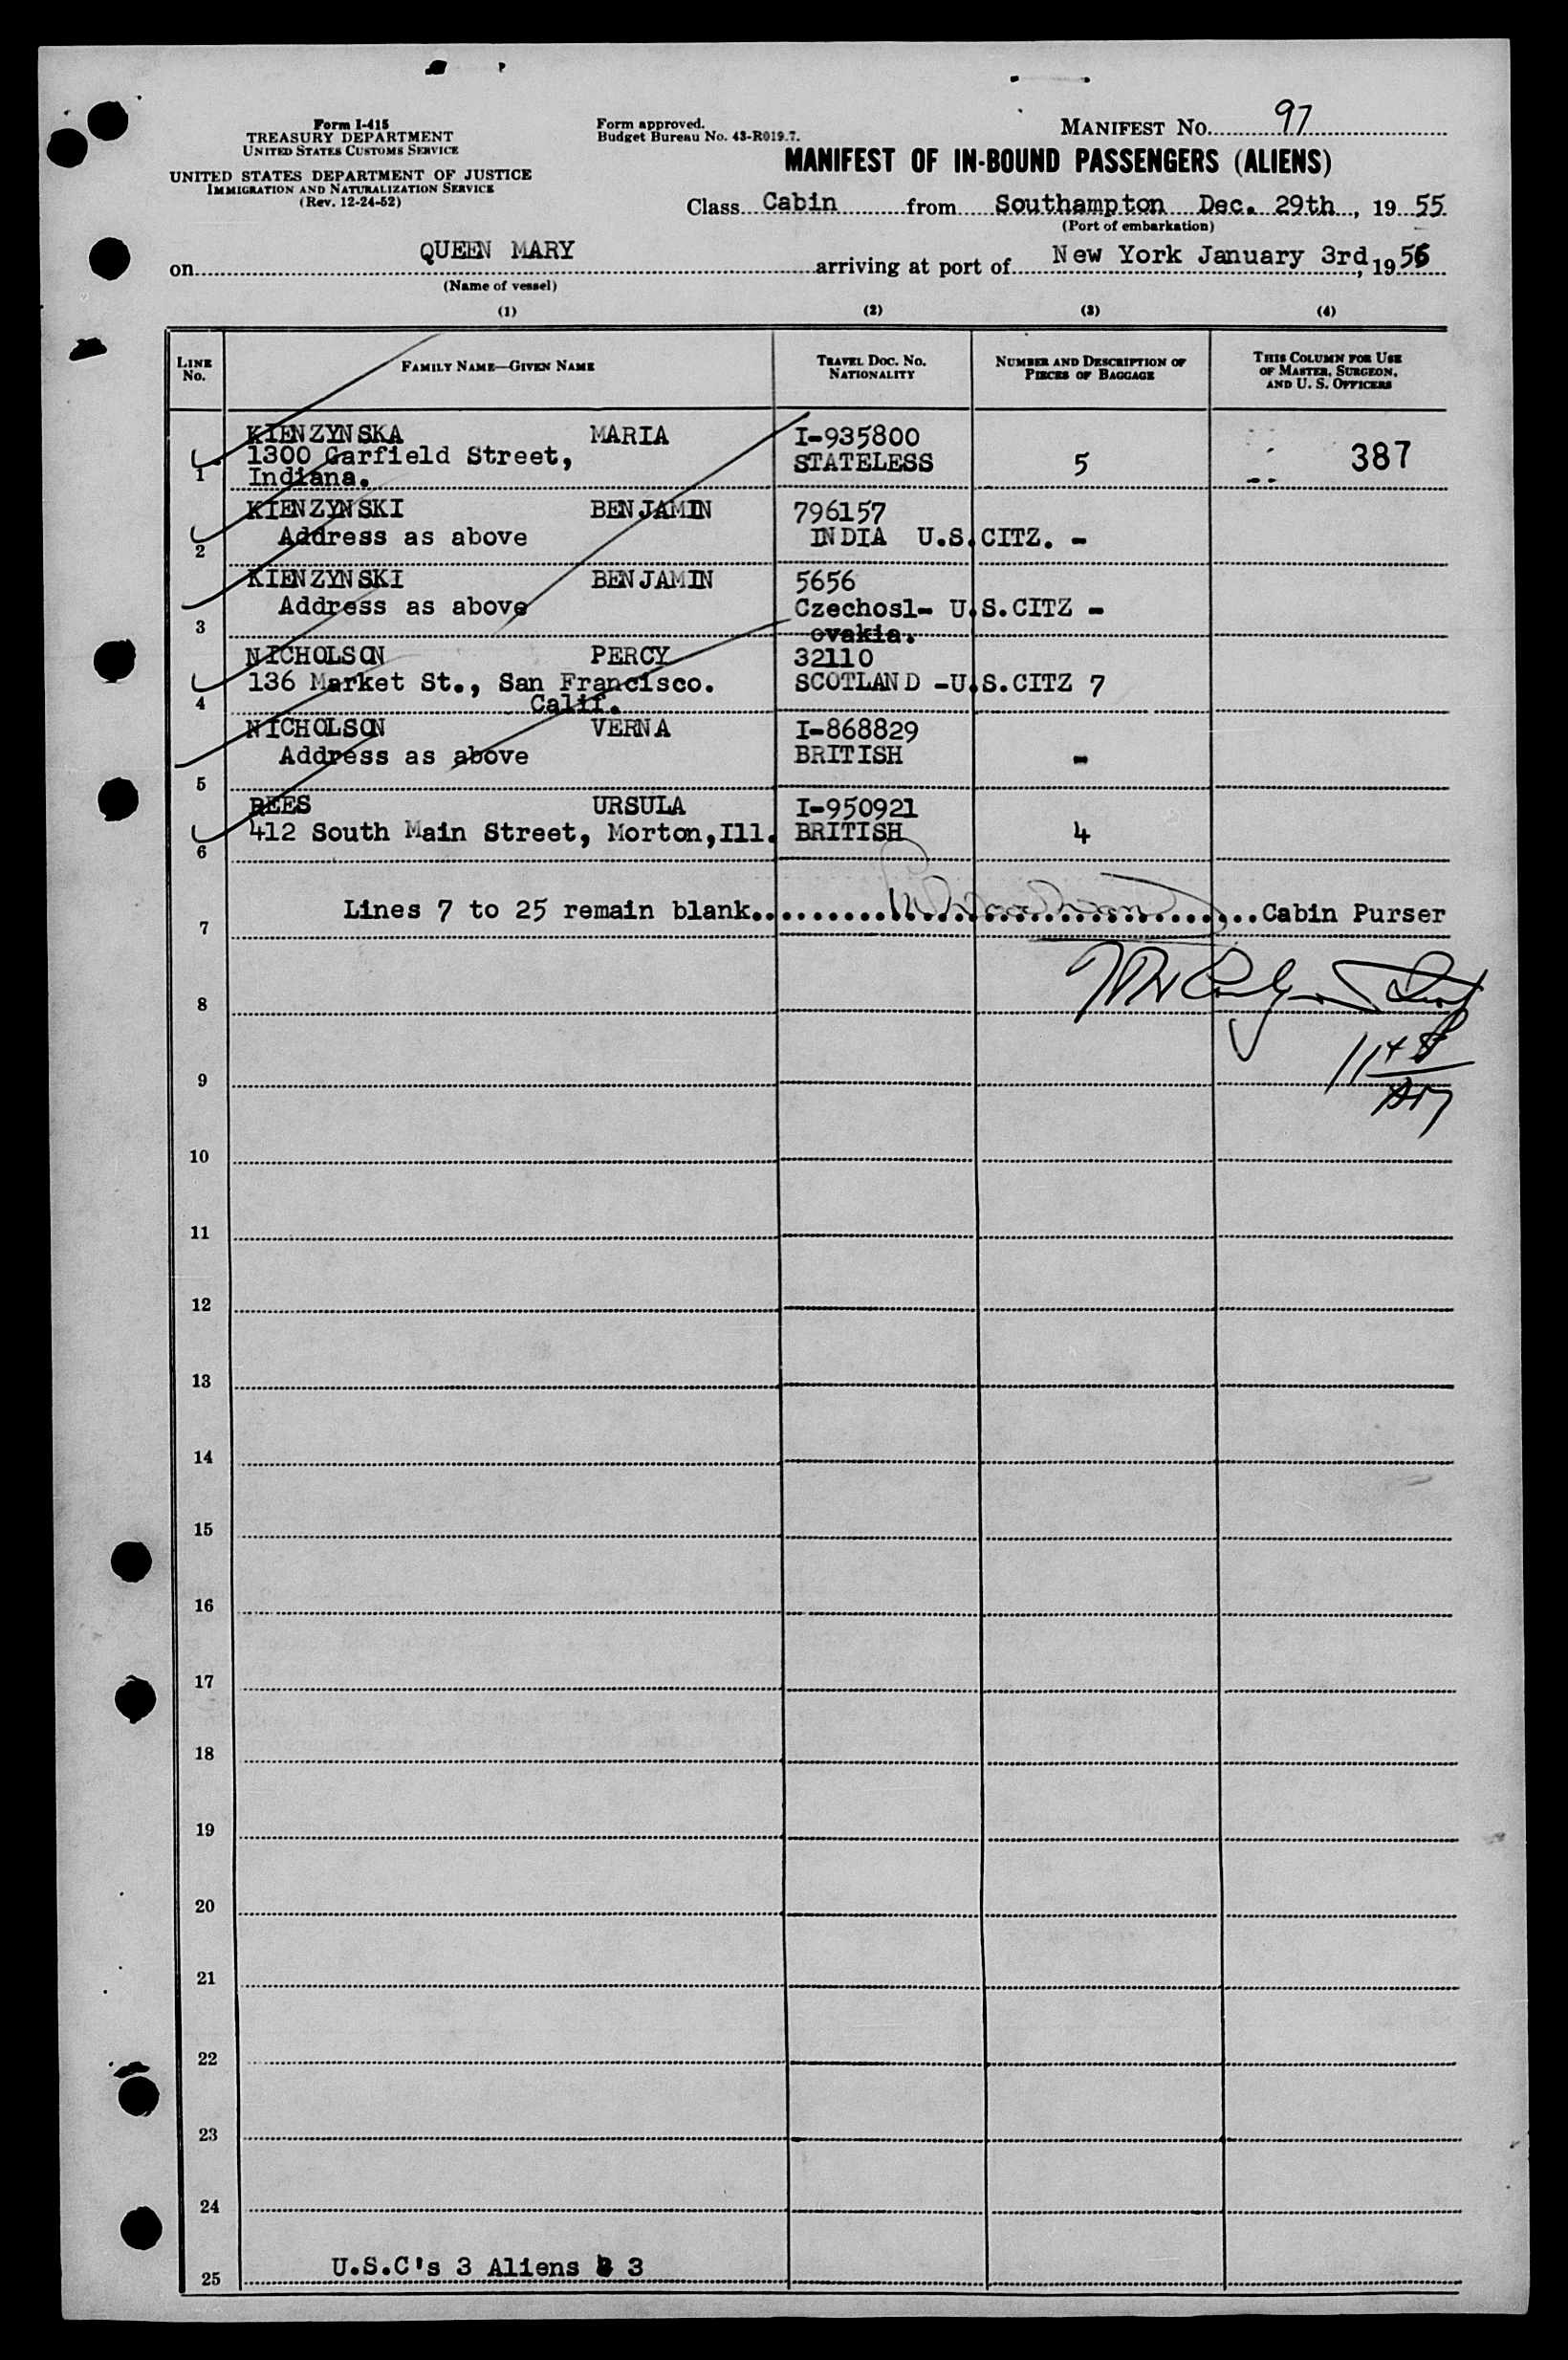 Form I-415
TREASURY DEPARTMENT
UNITED STATES CUSTOMS SERVICE
UNITED STATES DEPARTMENT OF JUSTICE
IMMIGRATION AND NATURALIZATION SERVICE
(Rev. 12-24-52)
Form approved.
Budget Bureau No. 43-R019.7.
MANIFEST NO. 97
MANIFEST OF IN-BOUND PASSENGERS (ALIENS)
Class Cabin from Southampton Dec. 29th, 1955
(Port of embarkation)
on QUEEN MARY arriving at port of New York January 3rd, 1956
(Name of vessel)
(1) (2) (3) (4)
LINE NO. FAMILY NAME—GIVEN NAME TRAVEL DOC. NO. NATIONALITY NUMBER AND DESCRIPTION OF PIECES OF BAGGAGE THIS COLUMN FOR USE OF MASTER, SURGEON, AND U. S. OFFICERS
KIENZYNSKA MARIA I-935800
1300 Garfield Street, STATELESS 5 387
1 Indiana.
KIENZYNSKI BENJAMIN 796157
2 Address as above INDIA U.S.CITZ. -
KIENZYNSKI BENJAMIN 5656
Address as above Czechosl- U.S.CITZ -
3 ovakia.
NICHOLSON PERCY 32110
136 Market St., San Francisco. SCOTLAND -U.S.CITZ 7
4 Calif.
NICHOLSON VERNA I-868829
Address as above BRITISH -
5
REES URSULA I-950921
412 South Main Street, Morton,Ill. BRITISH 4
6
Lines 7 to 25 remain blank. Cabin Purser
7
8
9
10
11
12
13
14
15
16
17
18
19
20
21
22
23
24
U.S.C's 3 Aliens 3
25